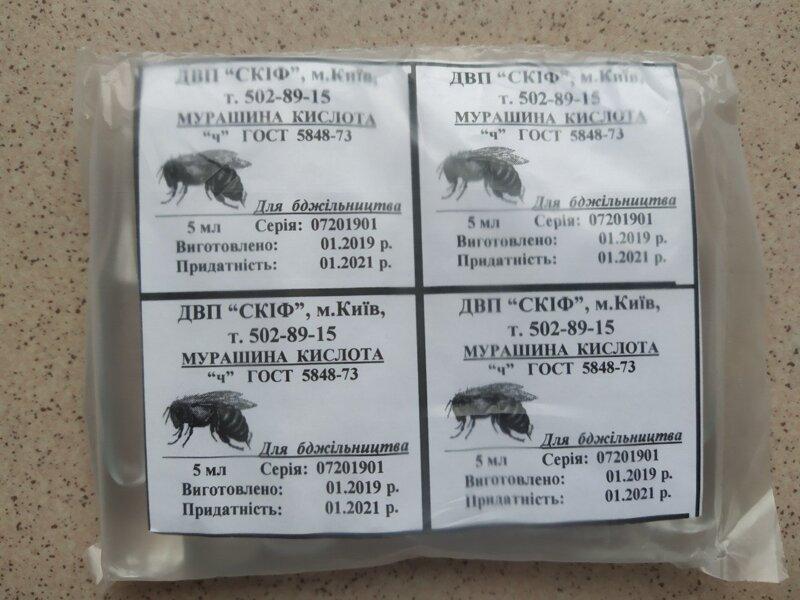 ДВП “СКІФ”, м.Київ,
т. 502-89-15
МУРАШИНА КИСЛОТА
“ч” ГОСТ 5848-73
Для бджільництва
5 мл Серія: 07201901
Виготовлено: 01.2019 р.
Придатність: 01.2021 г.
ДВП “СКІФ”, м.Київ,
т. 502-89-15
МУРАШИНА КИСЛОТА
“ч” ГОСТ 5848-73
Для бджільництва
5 мл Серія: 07201901
Виготовлено: 01.2019 р.
Придатність: 01.2021 г.
ДВП “СКІФ”, м.Київ,
т. 502-89-15
МУРАШИНА КИСЛОТА
“ч” ГОСТ 5848-73
Для бджільництва
5 мл Серія: 07201901
Виготовлено: 01.2019 р.
Придатність: 01.2021 г.
ДВП “СКІФ”, м.Київ,
т. 502-89-15
МУРАШИНА КИСЛОТА
“ч” ГОСТ 5848-73
Для бджільництва
5 мл Серія: 07201901
Виготовлено: 01.2019 р.
Придатність: 01.2021 г.